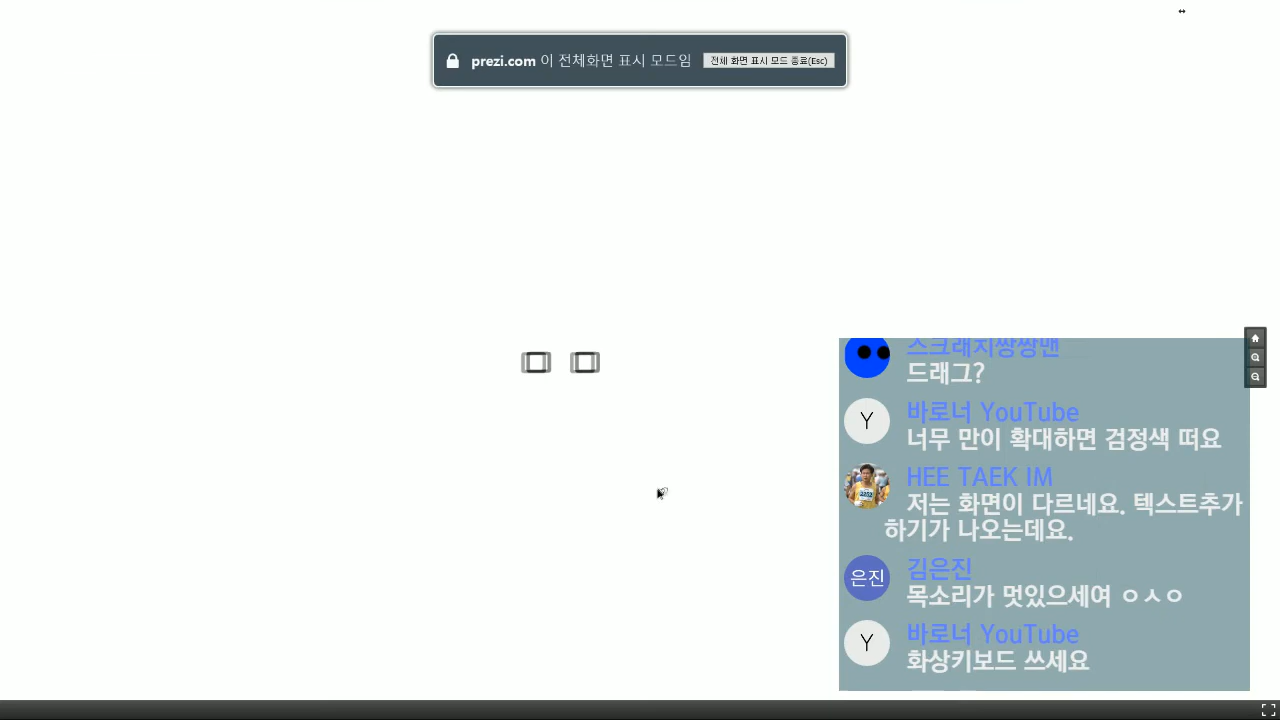 prezi.com 이 전체화면 표시 모드임 전체 화면 표시 모드 종료(Esc)
스크래치쌍쌍맨
드래그?
Y 바로너 YouTube
너무 만이 확대하면 검정색 떠요
HEE TAEK IM
저는 화면이 다르네요. 텍스트추가
하기가 나오는데요.
은진 김은진
목소리가 멋있으세여 ㅇㅅㅇ
Y 바로너 YouTube
화상키보드 쓰세요